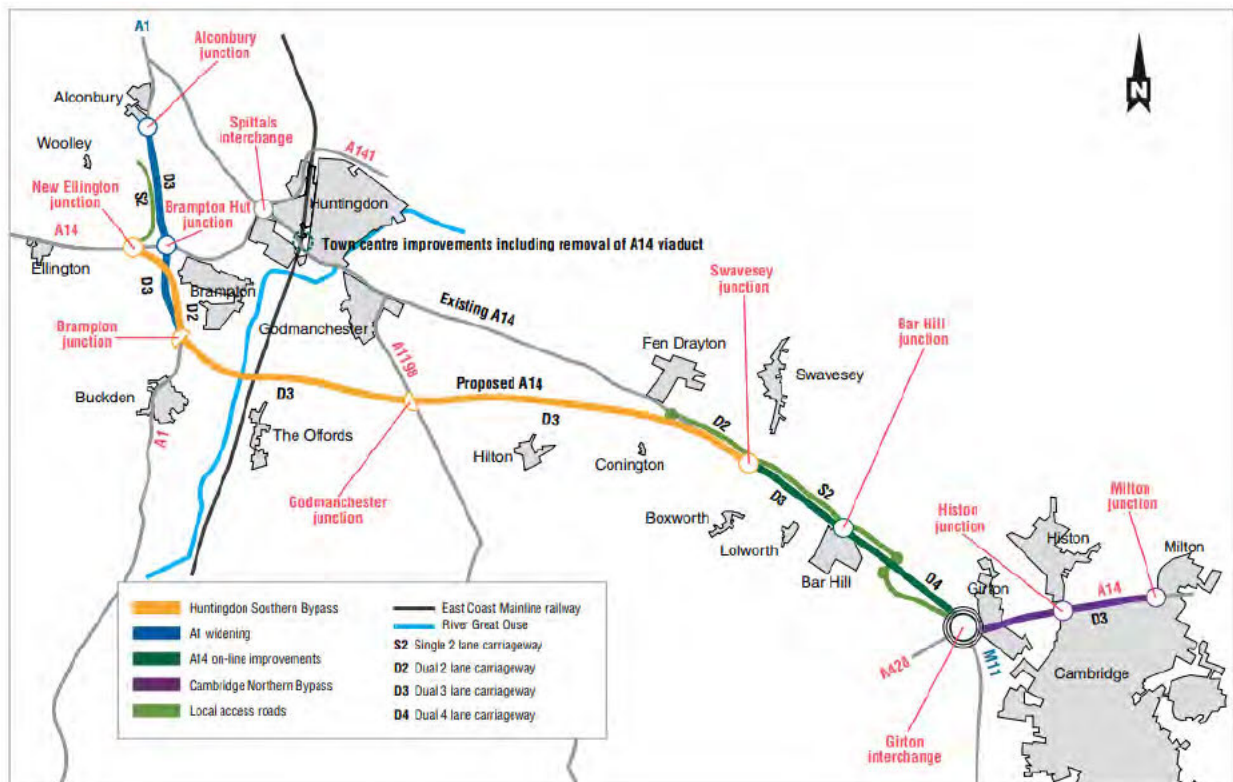 A1
Alconbury
junction
Alconbury
Spittals
interchange
Woolley
A141
New Ellington
junction
D3
S2
Brampton Hut
junction
Huntingdon
A14
Town centre improvements including removal of A14 viaduct
Ellington
D3
D2
Brampton
Swavesey
junction
Existing A14
Godmanchester
Brampton
junction
Fen Drayton
Bar Hill
junction
A1198
Swavesey
Buckden
Proposed A14
D3
D3
D2
A1
The Offords
Hilton
Conington
Godmanchester
junction
D3
S2
Milton
junction
Histon
junction
Boxworth
Lolworth
Histon
Milton
Bar Hill
D4
Girton
A14
D3
A428
M11
Cambridge
Girton
interchange
N
Huntingdon Southern Bypass
A1 widening
A14 on-line improvements
Cambridge Northern Bypass
Local access roads
East Coast Mainline railway
River Great Ouse
S2 Single 2 lane carriageway
D2 Dual 2 lane carriageway
D3 Dual 3 lane carriageway
D4 Dual 4 lane carriageway